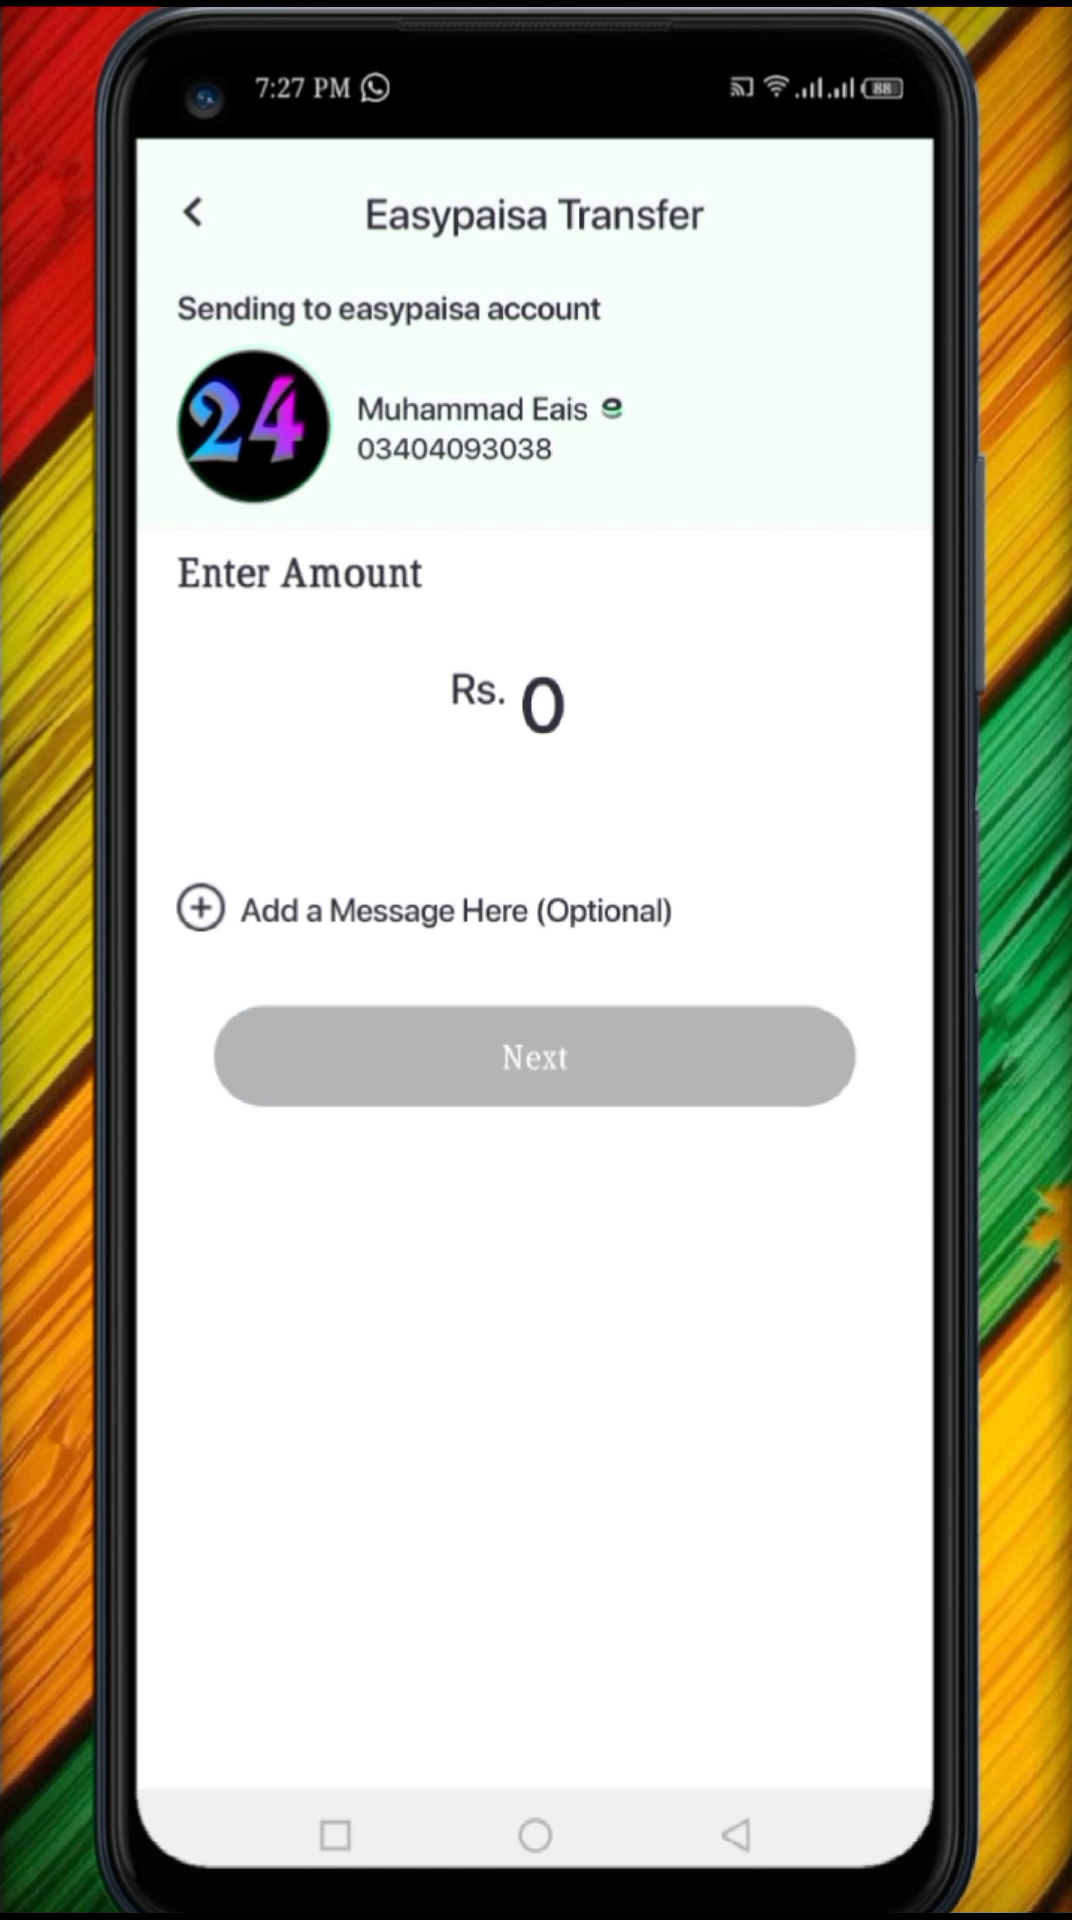 7:27 PM
88
Easypaisa Transfer
Sending to easypaisa account
24
Muhammad Eais
03404093038
Enter Amount
Rs. 0
Add a Message Here (Optional)
Next